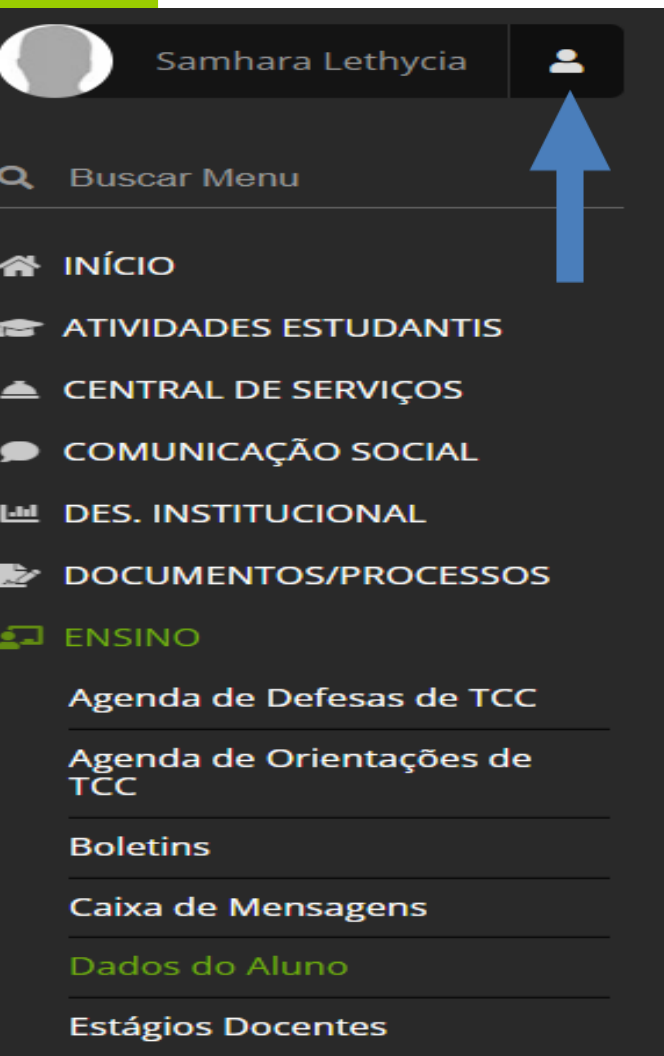 Samhara Lethycia
Buscar Menu
INÍCIO
ATIVIDADES ESTUDANTIS
CENTRAL DE SERVIÇOS
COMUNICAÇÃO SOCIAL
DES. INSTITUCIONAL
DOCUMENTOS/PROCESSOS
ENSINO
Agenda de Defesas de TCC
Agenda de Orientações de
TCC
Boletins
Caixa de Mensagens
Dados do Aluno
Estágios Docentes